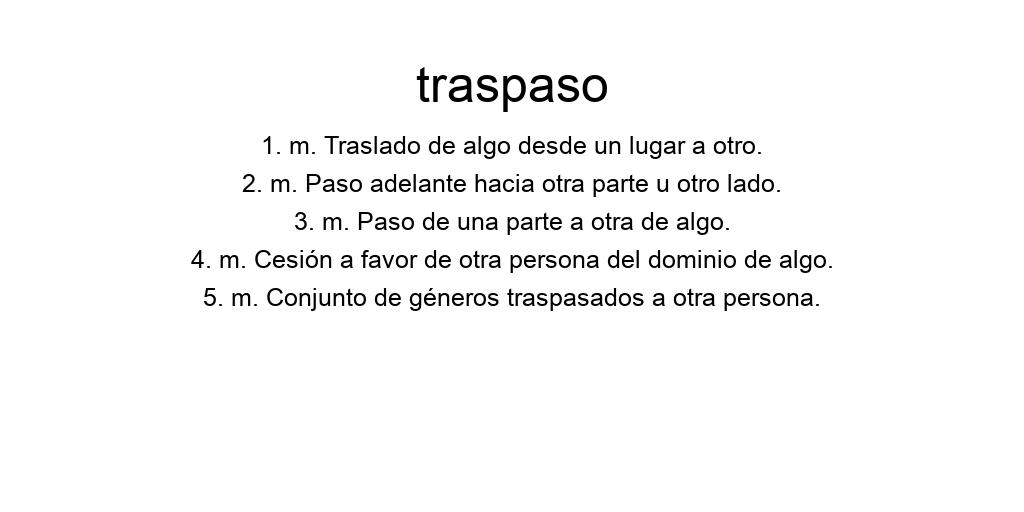 traspaso
1. m. Traslado de algo desde un lugar a otro.
2. m. Paso adelante hacia otra parte u otro lado.
3. m. Paso de una parte a otra de algo.
4. m. Cesión a favor de otra persona del dominio de algo.
5. m. Conjunto de géneros traspasados a otra persona.